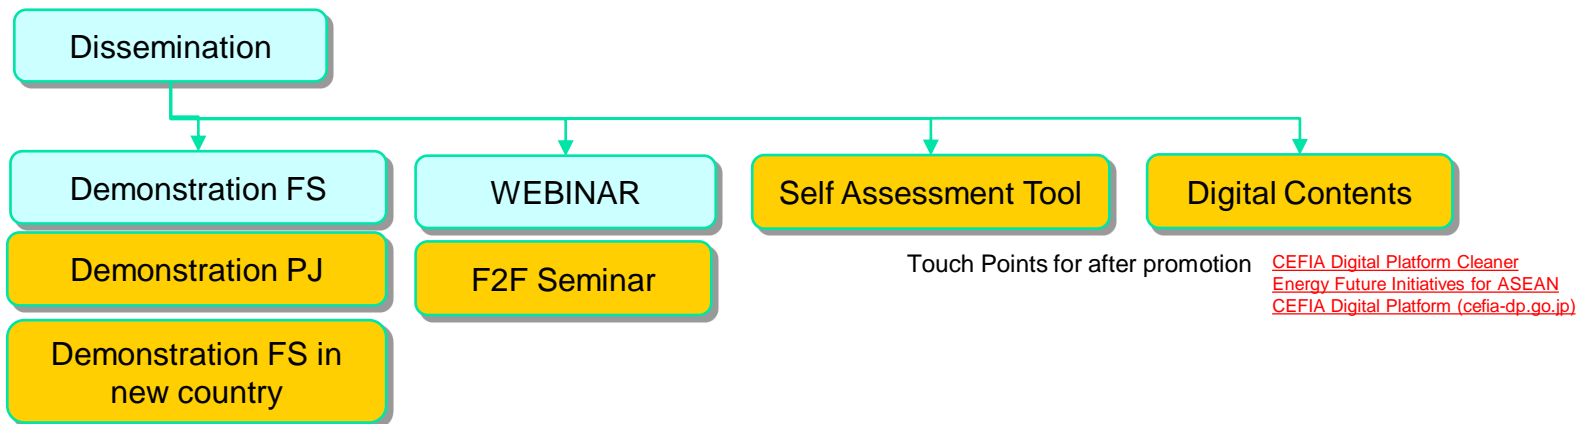 Dissemination
Demonstration FS
WEBINAR
Self Assessment Tool
Digital Contents
Demonstration PJ
F2F Seminar
Touch Points for after promotion
CEFIA Digital Platform Cleaner
Energy Future Initiatives for ASEAN
CEFIA Digital Platform (cefia-dp.go.jp)
Demonstration FS in
new country